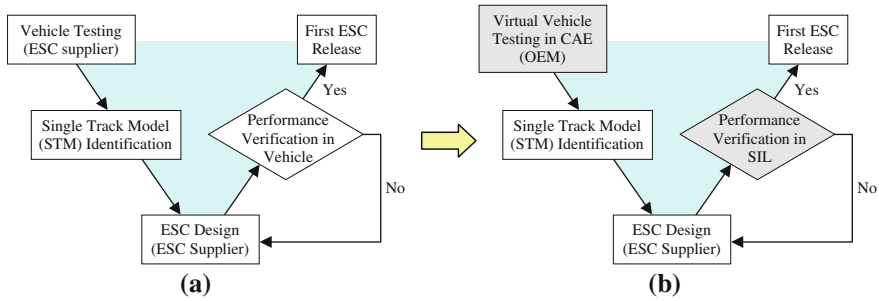 Vehicle Testing
(ESC supplier)
First ESC
Release
Yes
Single Track Model
(STM) Identification
Performance
Verification in
Vehicle
No
ESC Design
(ESC Supplier)
(a)
Virtual Vehicle
Testing in CAE
(OEM)
First ESC
Release
Yes
Single Track Model
(STM) Identification
Performance
Verification in
SIL
No
ESC Design
(ESC Supplier)
(b)